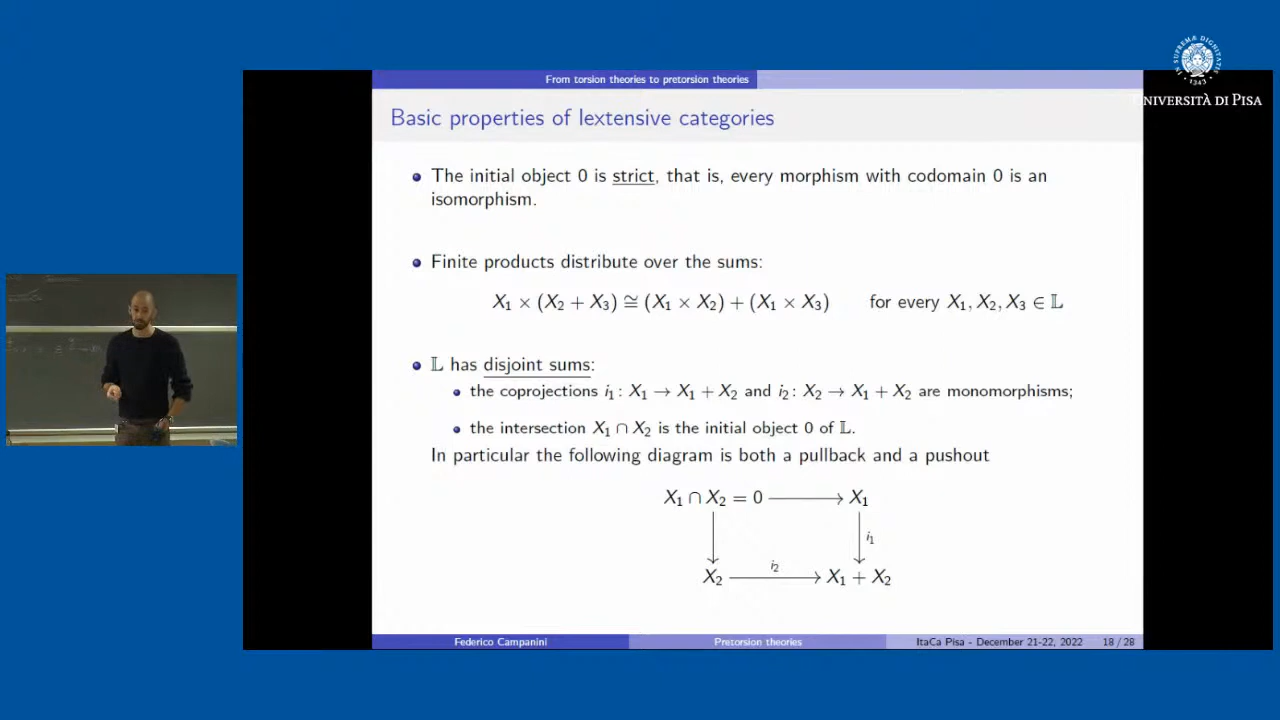 IN SUPREMA DIGNITATIS
1343
UNIVERSITÀ DI PISA
From torsion theories to pretorsion theories
Basic properties of lextensive categories
The initial object 0 is strict, that is, every morphism with codomain 0 is an
isomorphism.
Finite products distribute over the sums:
X₁ × (X₂ + X₃) ≅ (X₁ × X₂) + (X₁ × X₃) for every X₁, X₂, X₃ ∈ 𝕃
𝕃 has disjoint sums:
the coprojections i₁ : X₁ → X₁ + X₂ and i₂ : X₂ → X₁ + X₂ are monomorphisms;
the intersection X₁ ∩ X₂ is the initial object 0 of 𝕃.
In particular the following diagram is both a pullback and a pushout
X₁ ∩ X₂ = 0 → X₁
i₁
i₂
X₂ → X₁ + X₂
Federico Campanini Pretorsion theories ItaCa Pisa - December 21-22, 2022 18 / 28